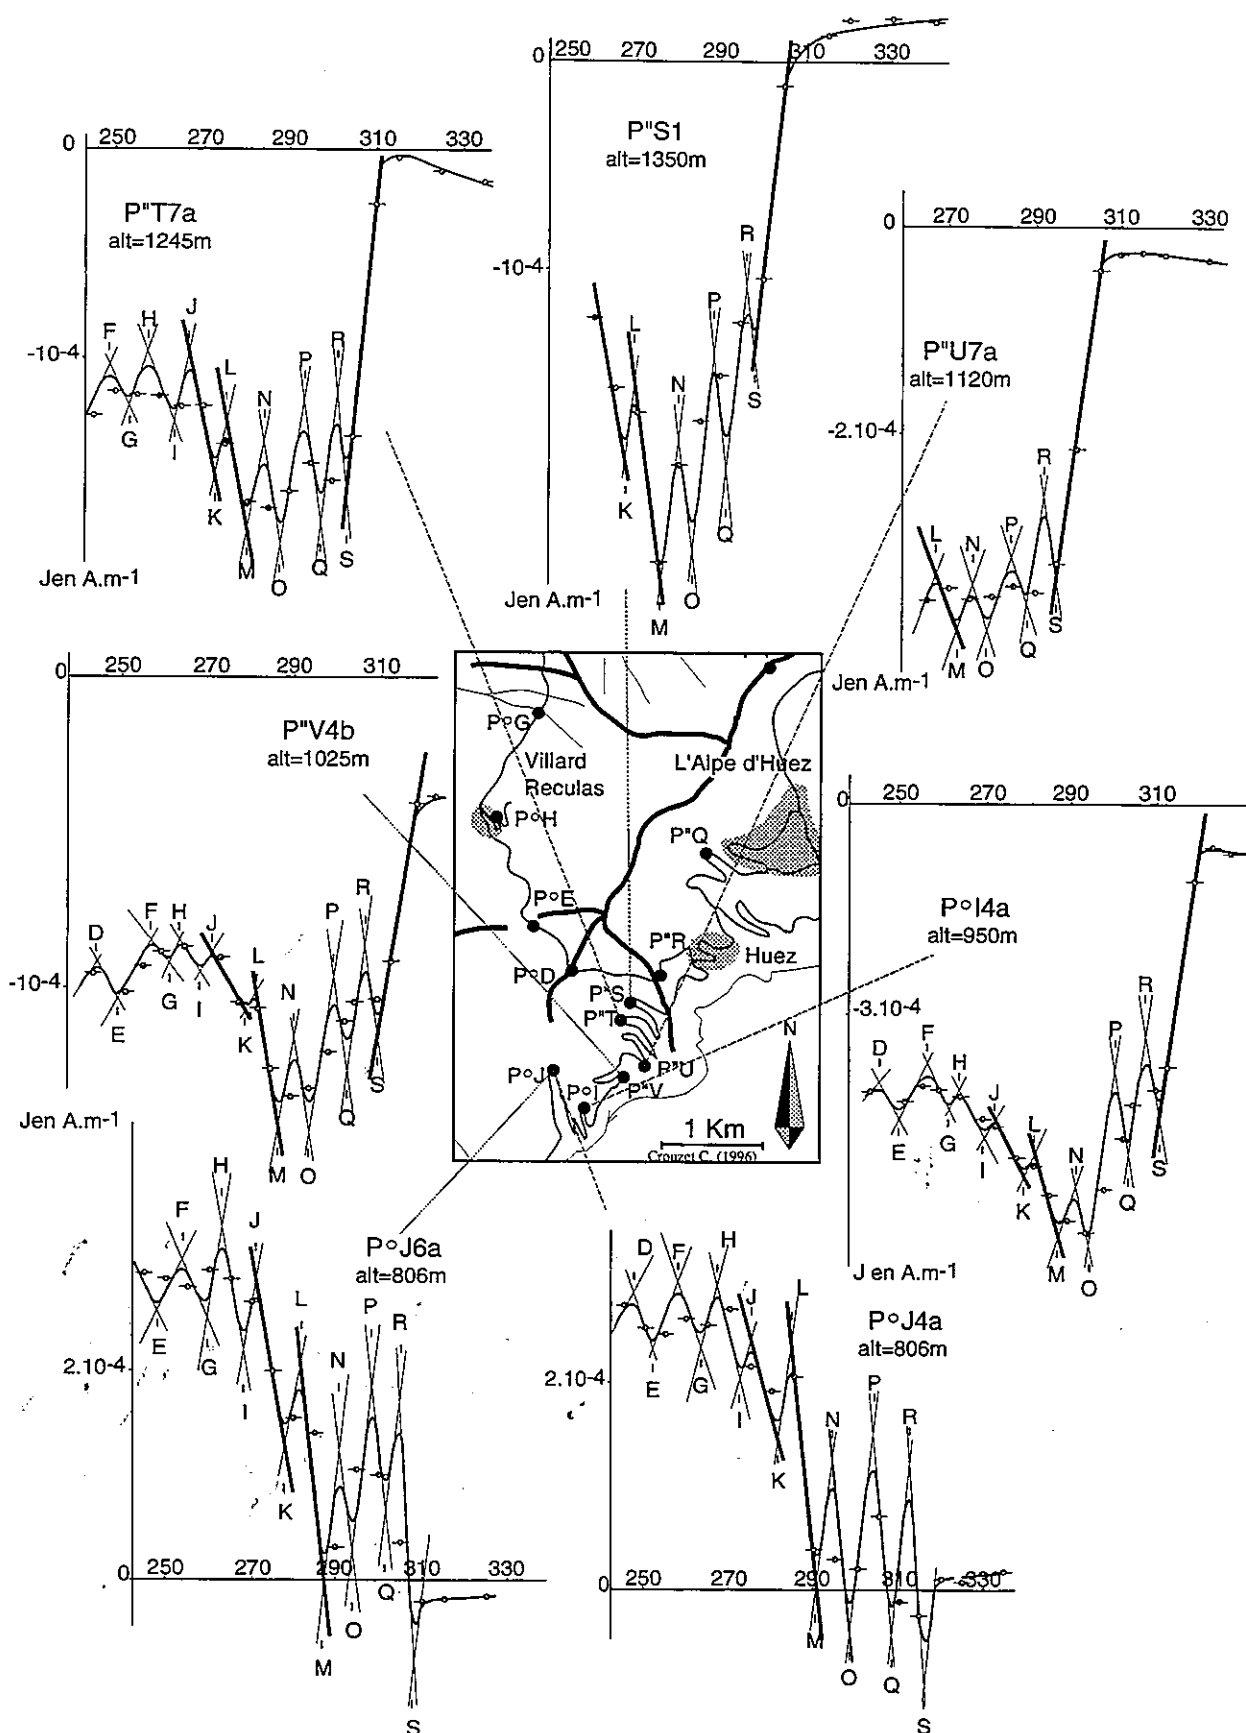 0 250 270 290 310 330
P"S1
alt=1350m
-10-4
R
P
L
N
S
K
Q
Jen A.m-1
M
O
0 250 270 290 310 330
P"T7a
alt=1245m
F
H
J
-10-4
L
N
P
R
G
I
K
M
O
Q
S
Jen A.m-1
0 250 270 290 310 330
P"U7a
alt=1120m
-2.10-4
R
P
N
L
S
Q
M
O
Jen A.m-1
0 250 270 290 310
P"V4b
alt=1025m
D
F
H
J
L
N
P
R
-10-4
E
G
I
K
M
O
Q
S
Jen A.m-1
P°G
Villard
Reculas
L'Alpe d'Huez
P°H
P"Q
P°E
P"R
Huez
P°D
P"S
P"T
N
P°J
P"U
P°I
P"V
1 Km
Crouzet C. (1996)
0 250 270 290 310
P°I4a
alt=950m
-3.10-4
D
F
H
J
L
N
P
R
E
G
I
K
M
O
Q
S
J en A.m-1
P°J6a
alt=806m
F
H
J
L
N
P
R
E
G
I
K
2.10-4
0 250 270 290 310 330
M
O
Q
S
P°J4a
alt=806m
D
F
H
J
L
N
P
R
E
G
I
K
2.10-4
0 250 270 290 310 330
M
O
Q
S